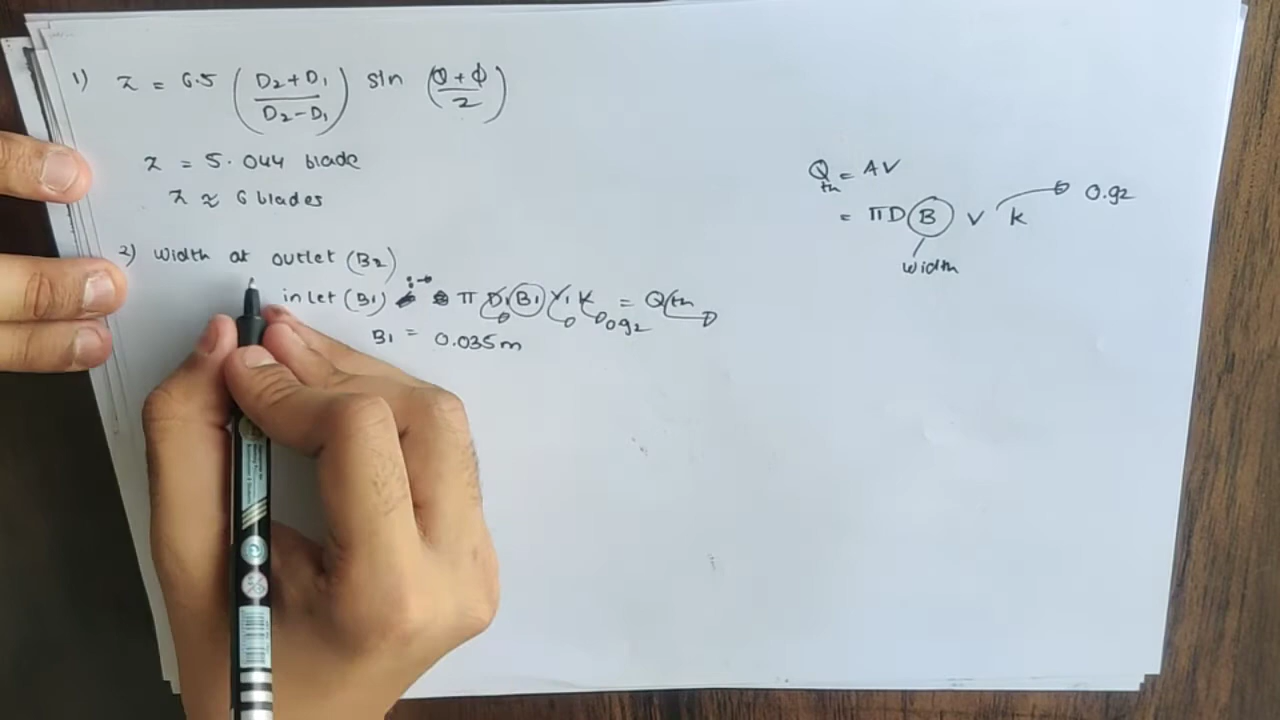 1) z = 6.5 ( D2+D1 / D2-D1 ) sin ( θ+ϕ / 2 )
z = 5.044 blade
z ≈ 6 blades
2) Width at outlet (B2)
inlet (B1) :→ π D1 B1 V1 K = Qth
0.92
B1 = 0.035m
Qth = AV
= πD B V K → 0.92
width